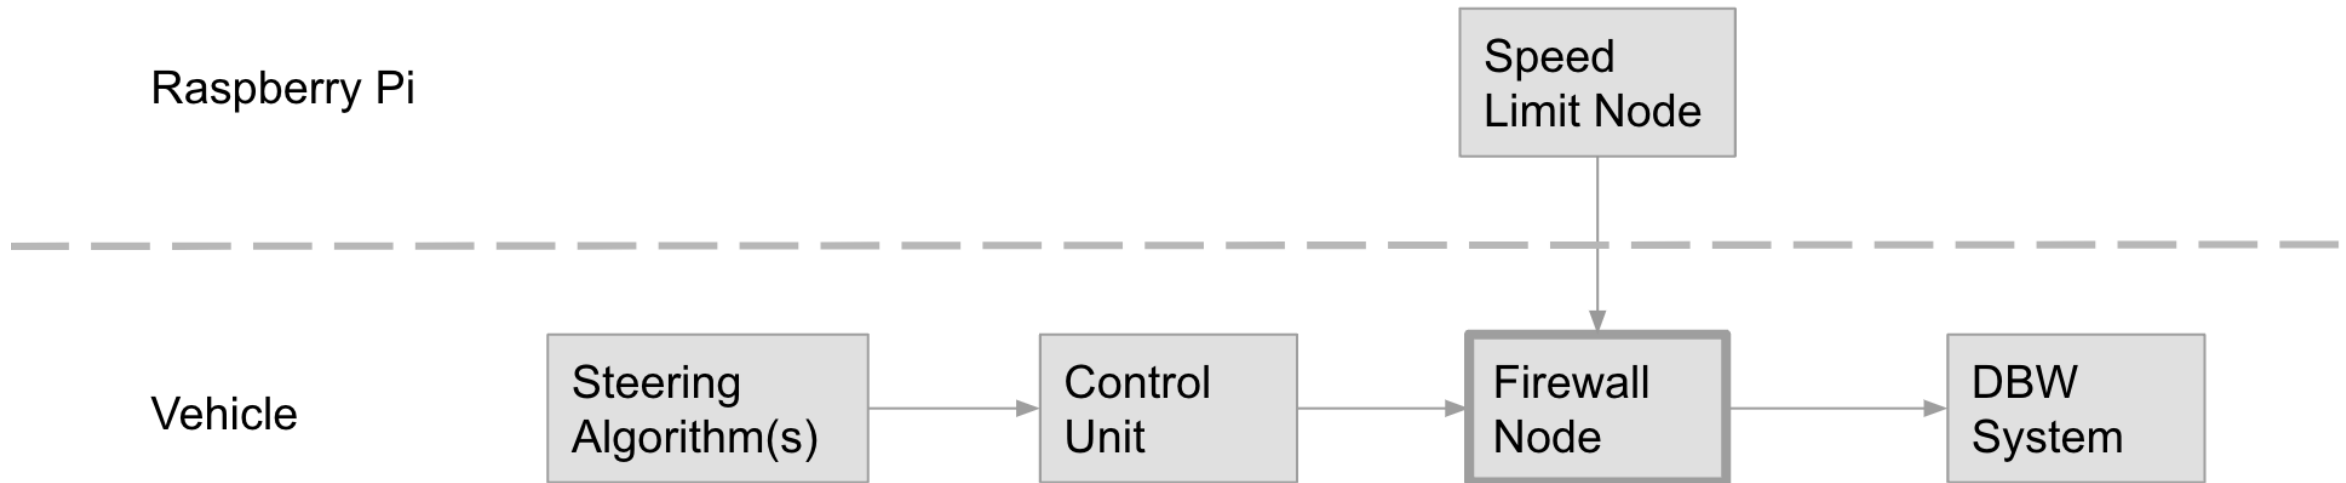 Raspberry Pi
Speed
Limit Node
Vehicle
Steering
Algorithm(s)
Control
Unit
Firewall
Node
DBW
System